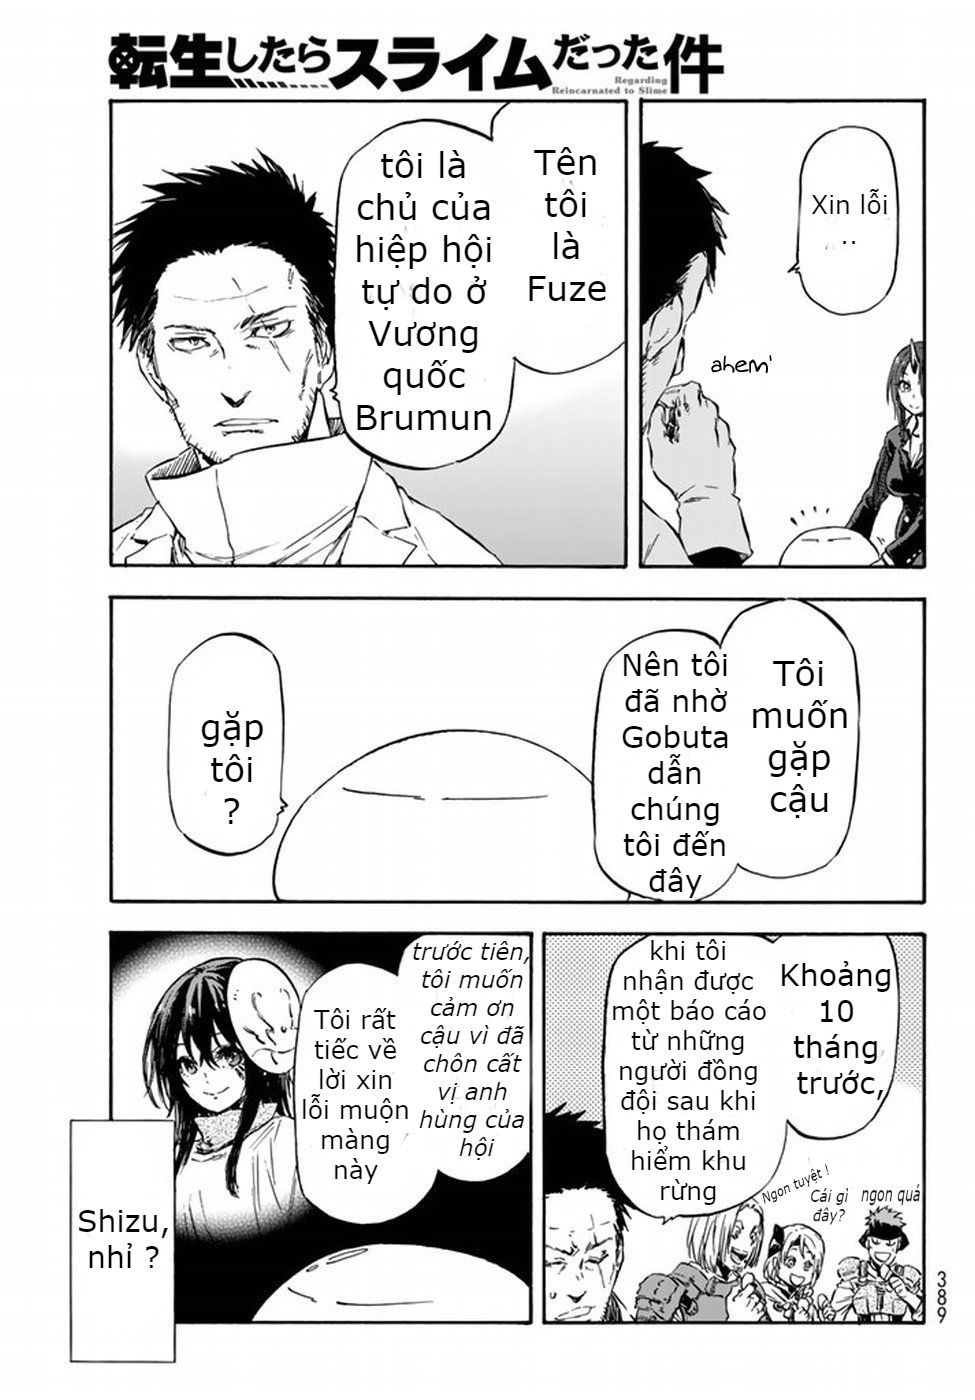 転生したらスライムだった件
Regarding
Reincarnated to Slime
Xin lỗi
..
ahem'
Tên
tôi
là
Fuze
tôi là
chủ của
hiệp hội
tự do ở
Vương
quốc
Brumun
Tôi
muốn
gặp
cậu
Nên tôi
đã nhờ
Gobuta
dẫn
chúng
tôi đến
đây
gặp
tôi
?
Khoảng
10
tháng
trước,
khi tôi
nhận được
một báo cáo
từ những
người đồng
đội sau khi
họ thám
hiểm khu
rừng
Ngon tuyệt !
Cái gì
đây?
ngon quá
trước tiên,
tôi muốn
cảm ơn
cậu vì đã
chôn cất
vị anh
hùng của
hội
Tôi rất
tiếc về
lời xin
lỗi muộn
màng
này
Shizu,
nhỉ ?
389